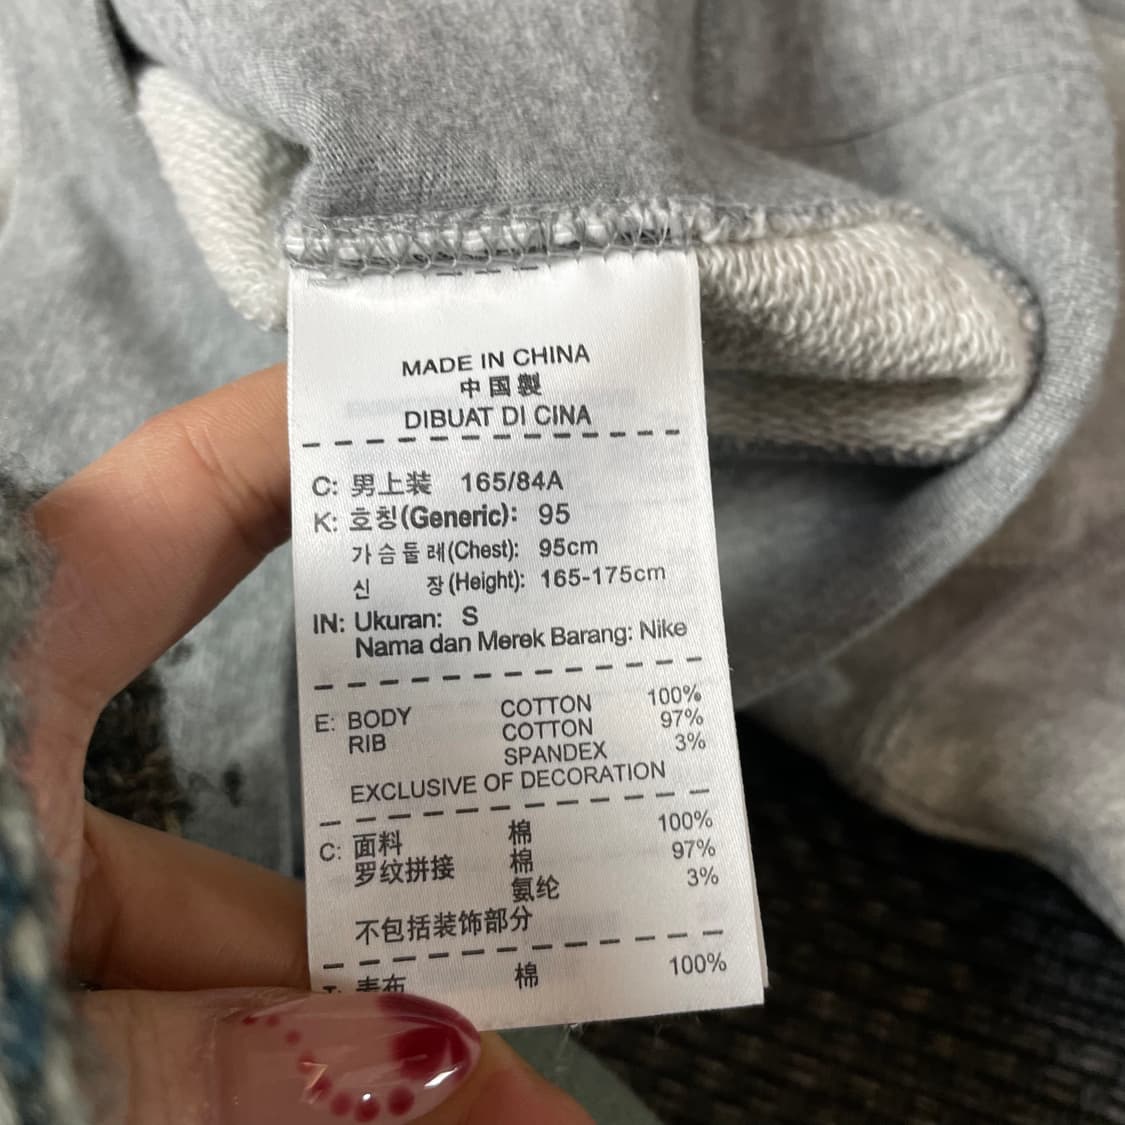 MADE IN CHINA
中国製
DIBUAT DI CINA
C: 男上装 165/84A
K: 호칭(Generic): 95
가슴둘레(Chest): 95cm
신 장(Height): 165-175cm
IN: Ukuran: S
Nama dan Merek Barang: Nike
E: BODY COTTON 100%
RIB COTTON 97%
SPANDEX 3%
EXCLUSIVE OF DECORATION
C: 面料 棉 100%
罗纹拼接 棉 97%
氨纶 3%
不包括装饰部分
表布 棉 100%